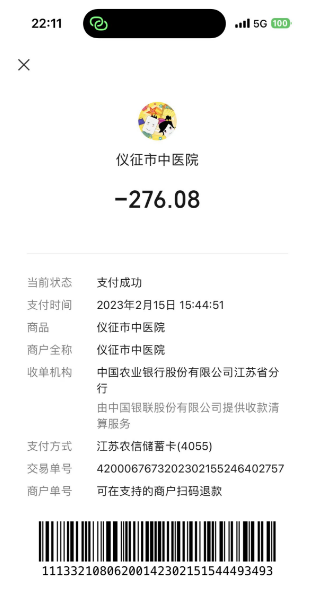 22:11
5G
100
仪征市中医院
-276.08
当前状态 支付成功
支付时间 2023年2月15日 15:44:51
商品 仪征市中医院
商户全称 仪征市中医院
收单机构 中国农业银行股份有限公司江苏省分
行
由中国银联股份有限公司提供收款清
算服务
支付方式 江苏农信储蓄卡(4055)
交易单号 4200067673202302155246402757
商户单号 可在支持的商户扫码退款
11133210806200142302151544493493